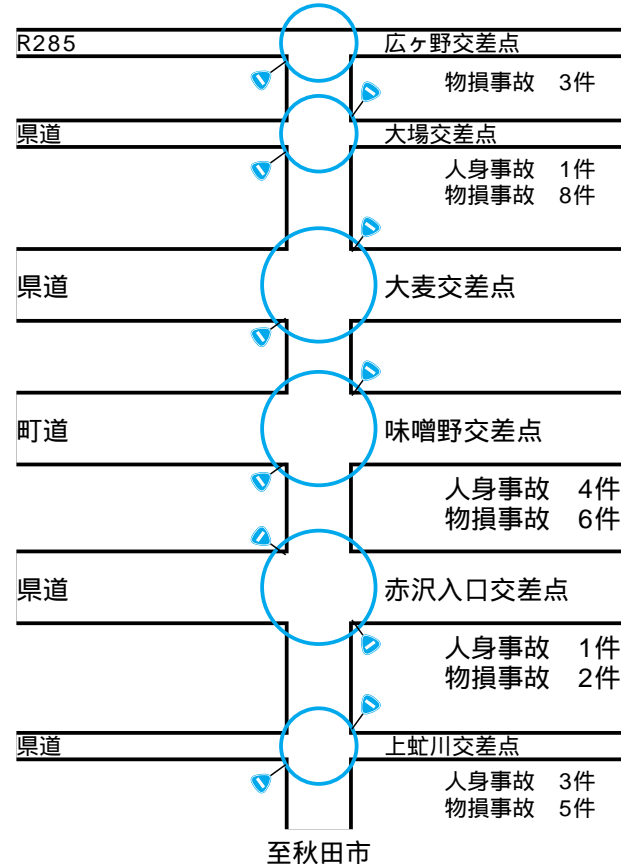 R285
広ヶ野交差点
物損事故　3件
県道
大場交差点
人身事故　1件
物損事故　8件
県道
大麦交差点
町道
味噌野交差点
人身事故　4件
物損事故　6件
県道
赤沢入口交差点
人身事故　1件
物損事故　2件
県道
上虻川交差点
人身事故　3件
物損事故　5件
至秋田市